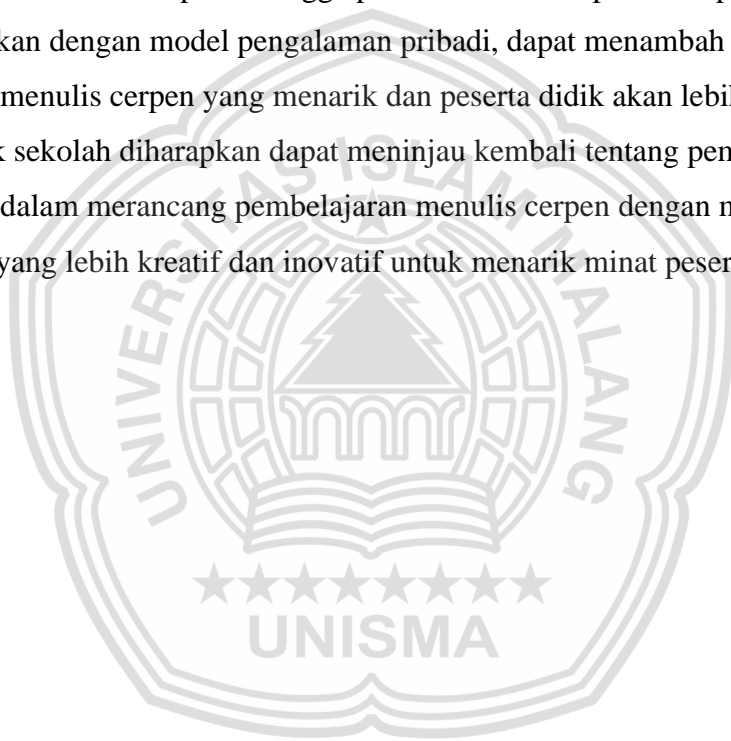 kan dengan model pengalaman pribadi, dapat menambah
menulis cerpen yang menarik dan peserta didik akan lebih
k sekolah diharapkan dapat meninjau kembali tentang pen
dalam merancang pembelajaran menulis cerpen dengan m
yang lebih kreatif dan inovatif untuk menarik minat peser
UNIVERSITAS ISLAM MALANG
UNISMA